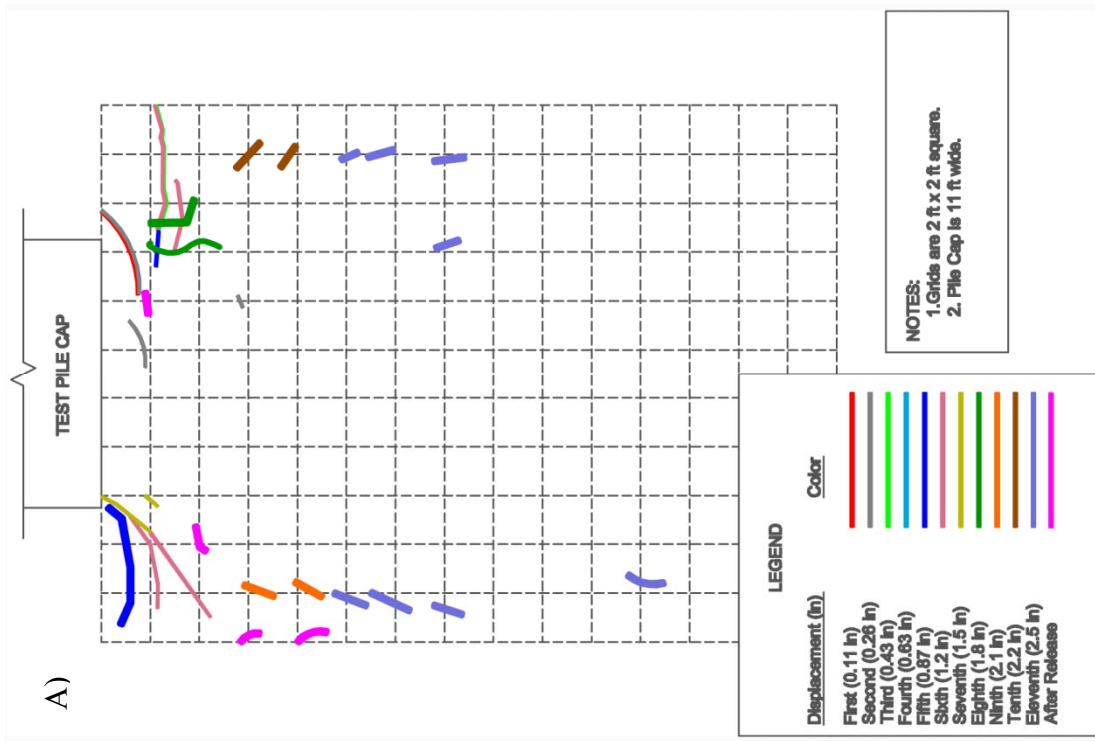 A)
TEST PILE CAP
NOTES:
1.Grids are 2 ft x 2 ft square.
2. Pile Cap is 11 ft wide.
LEGEND
Displacement (in) Color
First (0.11 in)
Second (0.26 in)
Third (0.43 in)
Fourth (0.63 in)
Fifth (0.87 in)
Sixth (1.2 in)
Seventh (1.5 in)
Eighth (1.8 in)
Ninth (2.1 in)
Tenth (2.2 in)
Eleventh (2.5 in)
After Release